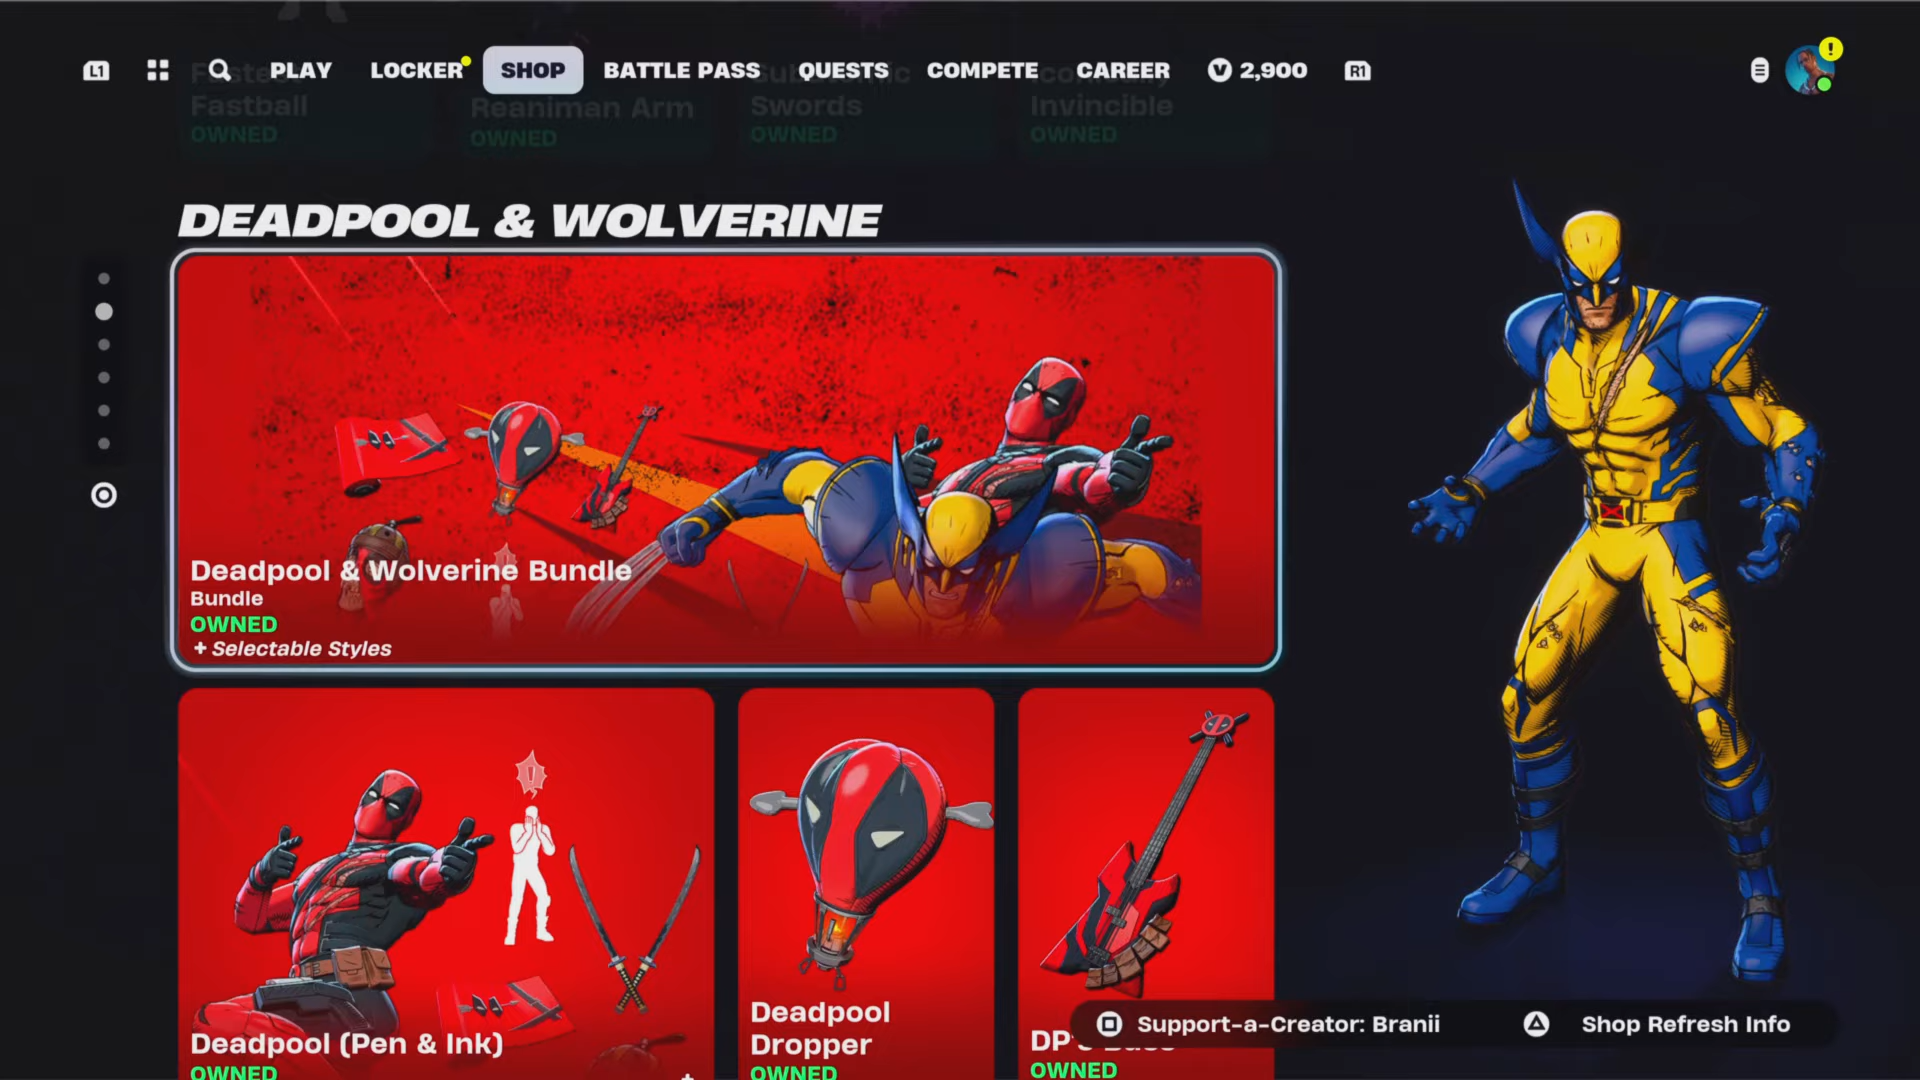 L1
PLAY
LOCKER
SHOP
BATTLE PASS
QUESTS
COMPETE
CAREER
V 2,900
R1
!
Fastball
OWNED
Reaniman Arm
OWNED
Swords
OWNED
Invincible
OWNED
DEADPOOL & WOLVERINE
Deadpool & Wolverine Bundle
Bundle
OWNED
+ Selectable Styles
!
Deadpool (Pen & Ink)
OWNED
Deadpool
Dropper
OWNED
OWNED
Support-a-Creator: Branii
Shop Refresh Info